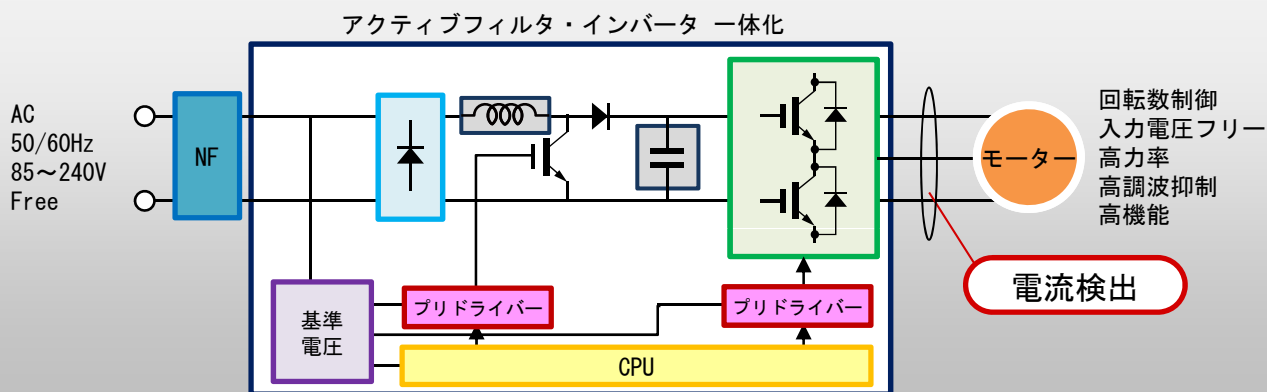 アクティブフィルタ・インバータ 一体化
AC
50/60Hz
85～240V
Free
NF
モーター
回転数制御
入力電圧フリー
高力率
高調波抑制
高機能
電流検出
基準
電圧
プリドライバー
プリドライバー
CPU